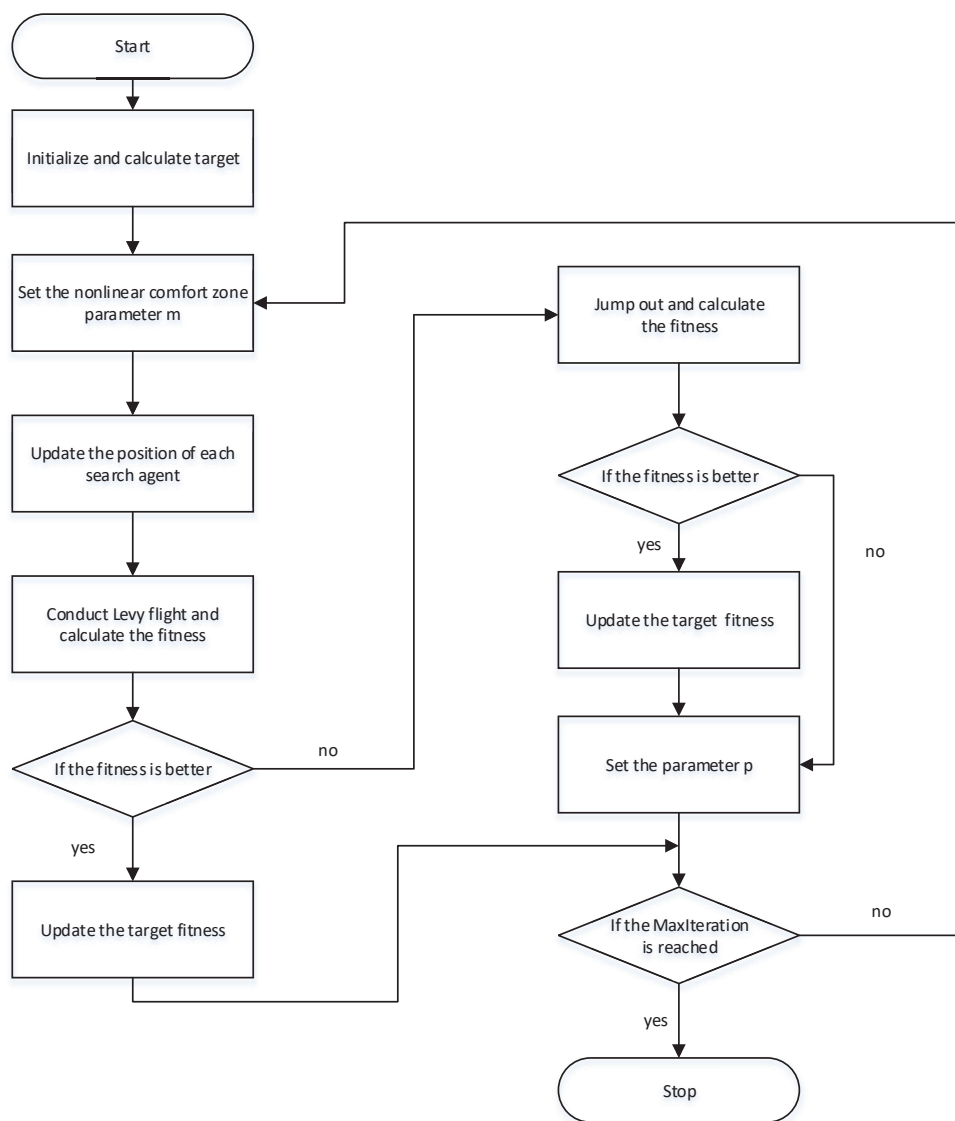 Start
Initialize and calculate target
Set the nonlinear comfort zone
parameter m
Update the position of each
search agent
Conduct Levy flight and
calculate the fitness
If the fitness is better
no
yes
Update the target fitness
Jump out and calculate
the fitness
If the fitness is better
yes
no
Update the target fitness
Set the parameter p
If the MaxIteration
is reached
no
yes
Stop